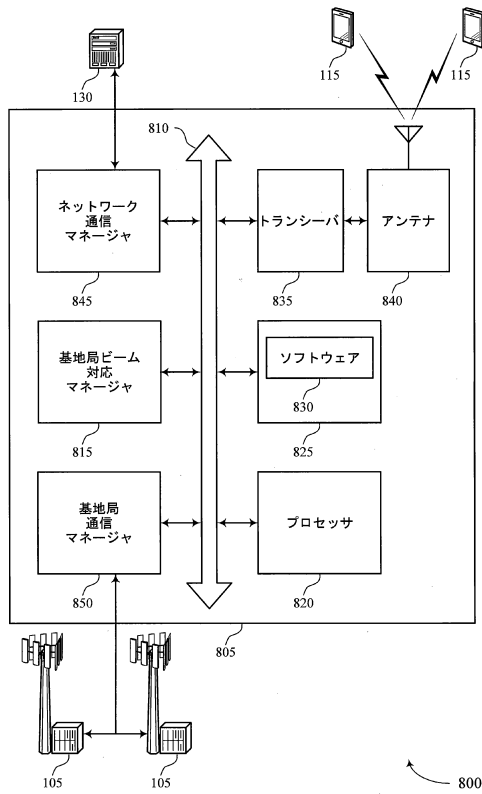 115
115
130
810
ネットワーク
通信
マネージャ
845
トランシーバ
835
アンテナ
840
基地局ビーム
対応
マネージャ
815
ソフトウェア
830
825
基地局
通信
マネージャ
850
プロセッサ
820
805
105
105
800